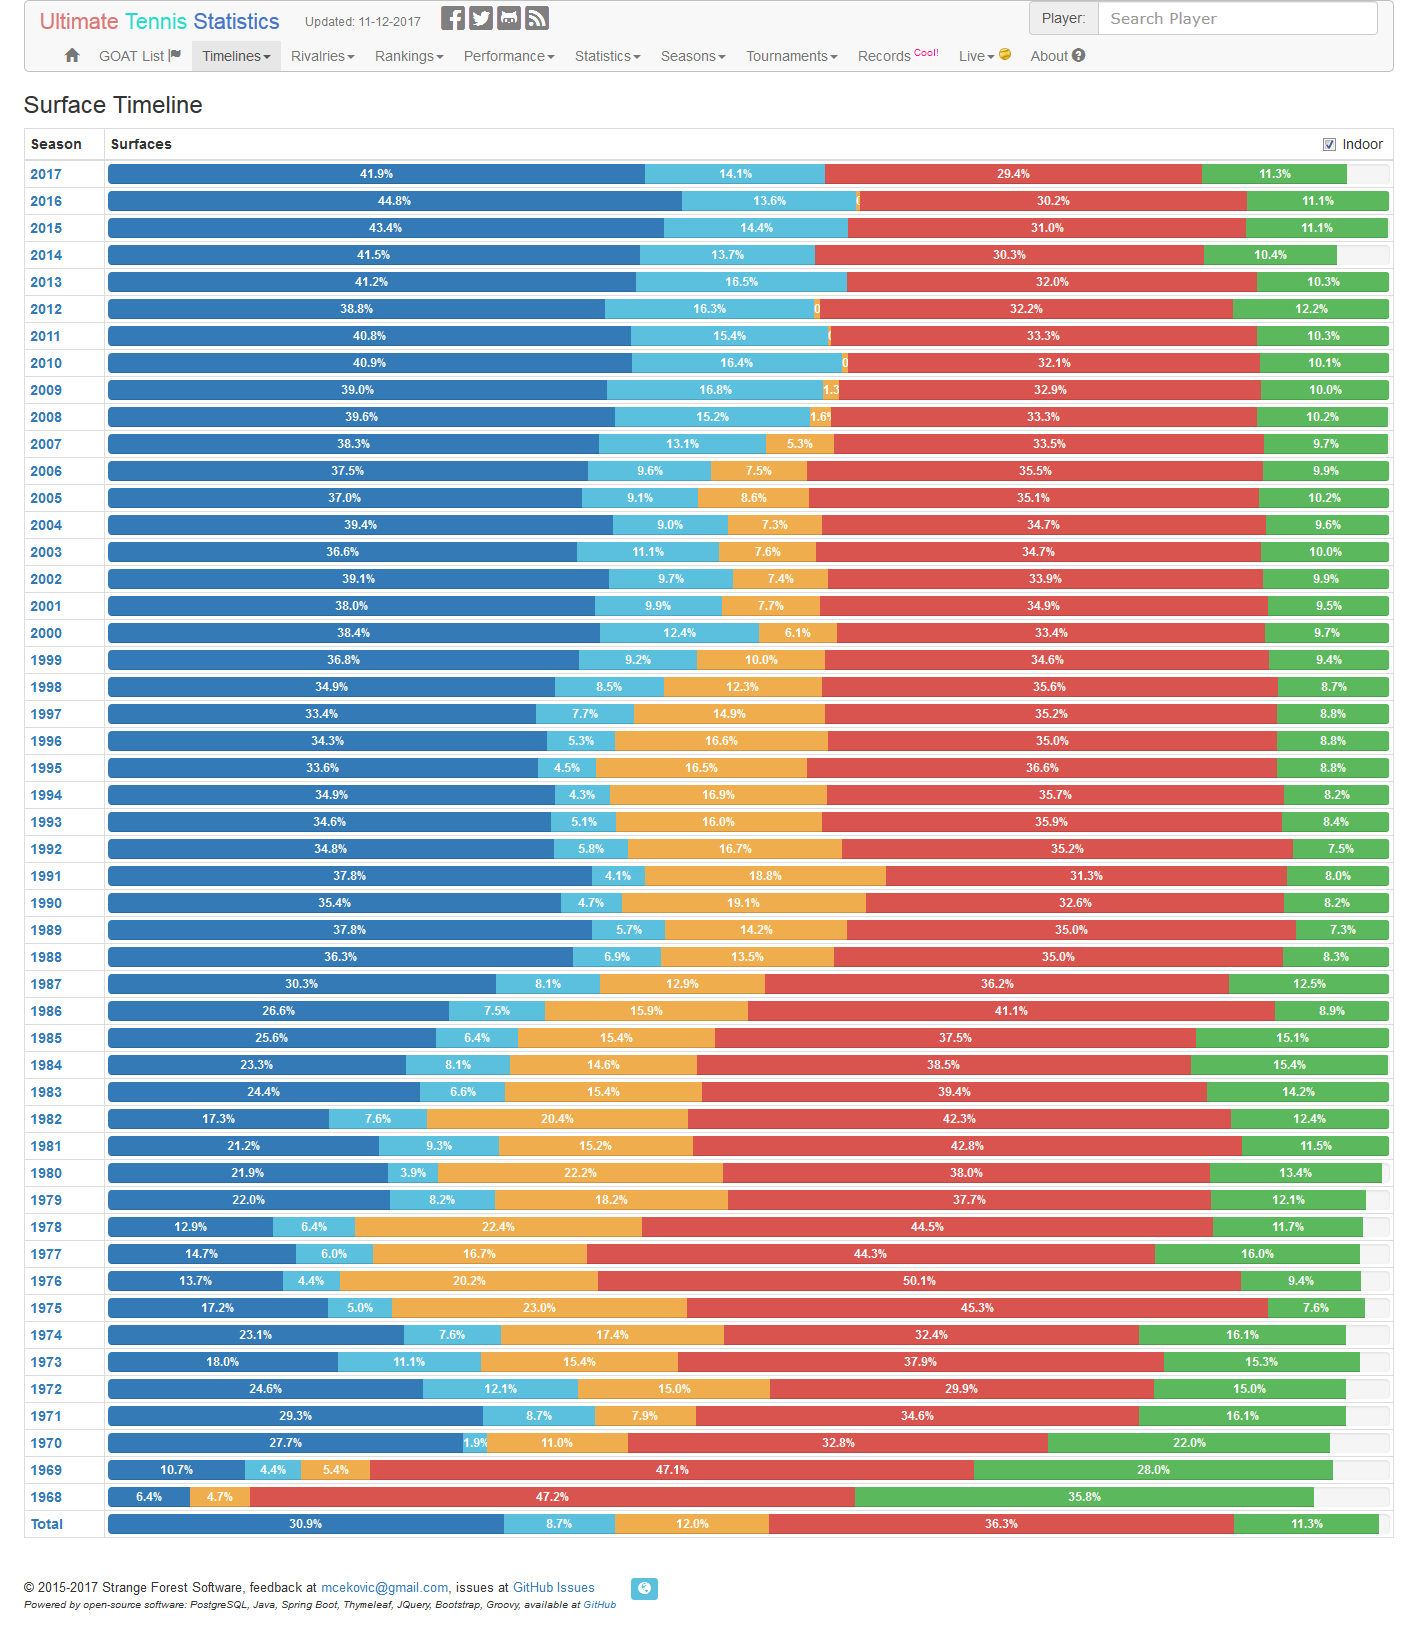 Ultimate Tennis Statistics Updated: 11-12-2017 Player: Search Player
GOAT List Timelines Rivalries Rankings Performance Statistics Seasons Tournaments Records Cool! Live About
Surface Timeline
Season Surfaces Indoor
2017 41.9% 14.1% 29.4% 11.3%
2016 44.8% 13.6% 30.2% 11.1%
2015 43.4% 14.4% 31.0% 11.1%
2014 41.5% 13.7% 30.3% 10.4%
2013 41.2% 16.5% 32.0% 10.3%
2012 38.8% 16.3% 0 32.2% 12.2%
2011 40.8% 15.4% 33.3% 10.3%
2010 40.9% 16.4% 0 32.1% 10.1%
2009 39.0% 16.8% 1.3 32.9% 10.0%
2008 39.6% 15.2% 1.6% 33.3% 10.2%
2007 38.3% 13.1% 5.3% 33.5% 9.7%
2006 37.5% 9.6% 7.5% 35.5% 9.9%
2005 37.0% 9.1% 8.6% 35.1% 10.2%
2004 39.4% 9.0% 7.3% 34.7% 9.6%
2003 36.6% 11.1% 7.6% 34.7% 10.0%
2002 39.1% 9.7% 7.4% 33.9% 9.9%
2001 38.0% 9.9% 7.7% 34.9% 9.5%
2000 38.4% 12.4% 6.1% 33.4% 9.7%
1999 36.8% 9.2% 10.0% 34.6% 9.4%
1998 34.9% 8.5% 12.3% 35.6% 8.7%
1997 33.4% 7.7% 14.9% 35.2% 8.8%
1996 34.3% 5.3% 16.6% 35.0% 8.8%
1995 33.6% 4.5% 16.5% 36.6% 8.8%
1994 34.9% 4.3% 16.9% 35.7% 8.2%
1993 34.6% 5.1% 16.0% 35.9% 8.4%
1992 34.8% 5.8% 16.7% 35.2% 7.5%
1991 37.8% 4.1% 18.8% 31.3% 8.0%
1990 35.4% 4.7% 19.1% 32.6% 8.2%
1989 37.8% 5.7% 14.2% 35.0% 7.3%
1988 36.3% 6.9% 13.5% 35.0% 8.3%
1987 30.3% 8.1% 12.9% 36.2% 12.5%
1986 26.6% 7.5% 15.9% 41.1% 8.9%
1985 25.6% 6.4% 15.4% 37.5% 15.1%
1984 23.3% 8.1% 14.6% 38.5% 15.4%
1983 24.4% 6.6% 15.4% 39.4% 14.2%
1982 17.3% 7.6% 20.4% 42.3% 12.4%
1981 21.2% 9.3% 15.2% 42.8% 11.5%
1980 21.9% 3.9% 22.2% 38.0% 13.4%
1979 22.0% 8.2% 18.2% 37.7% 12.1%
1978 12.9% 6.4% 22.4% 44.5% 11.7%
1977 14.7% 6.0% 16.7% 44.3% 16.0%
1976 13.7% 4.4% 20.2% 50.1% 9.4%
1975 17.2% 5.0% 23.0% 45.3% 7.6%
1974 23.1% 7.6% 17.4% 32.4% 16.1%
1973 18.0% 11.1% 15.4% 37.9% 15.3%
1972 24.6% 12.1% 15.0% 29.9% 15.0%
1971 29.3% 8.7% 7.9% 34.6% 16.1%
1970 27.7% 1.9% 11.0% 32.8% 22.0%
1969 10.7% 4.4% 5.4% 47.1% 28.0%
1968 6.4% 4.7% 47.2% 35.8%
Total 30.9% 8.7% 12.0% 36.3% 11.3%
© 2015-2017 Strange Forest Software, feedback at mcekovic@gmail.com, issues at GitHub Issues
Powered by open-source software: PostgreSQL, Java, Spring Boot, Thymeleaf, JQuery, Bootstrap, Groovy, available at GitHub